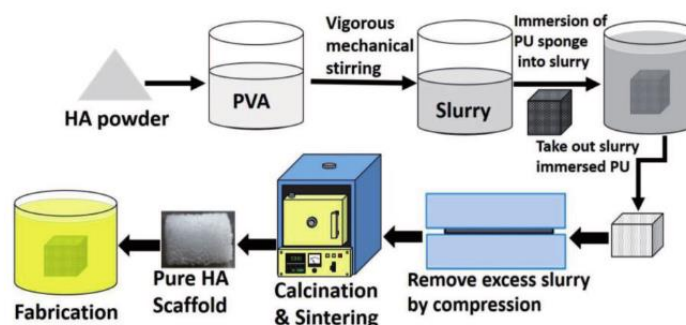 HA powder
PVA
Vigorous
mechanical
stirring
Slurry
Immersion of
PU sponge
into slurry
Take out slurry
immersed PU
Remove excess slurry
by compression
Calcination
& Sintering
Pure HA
Scaffold
Fabrication